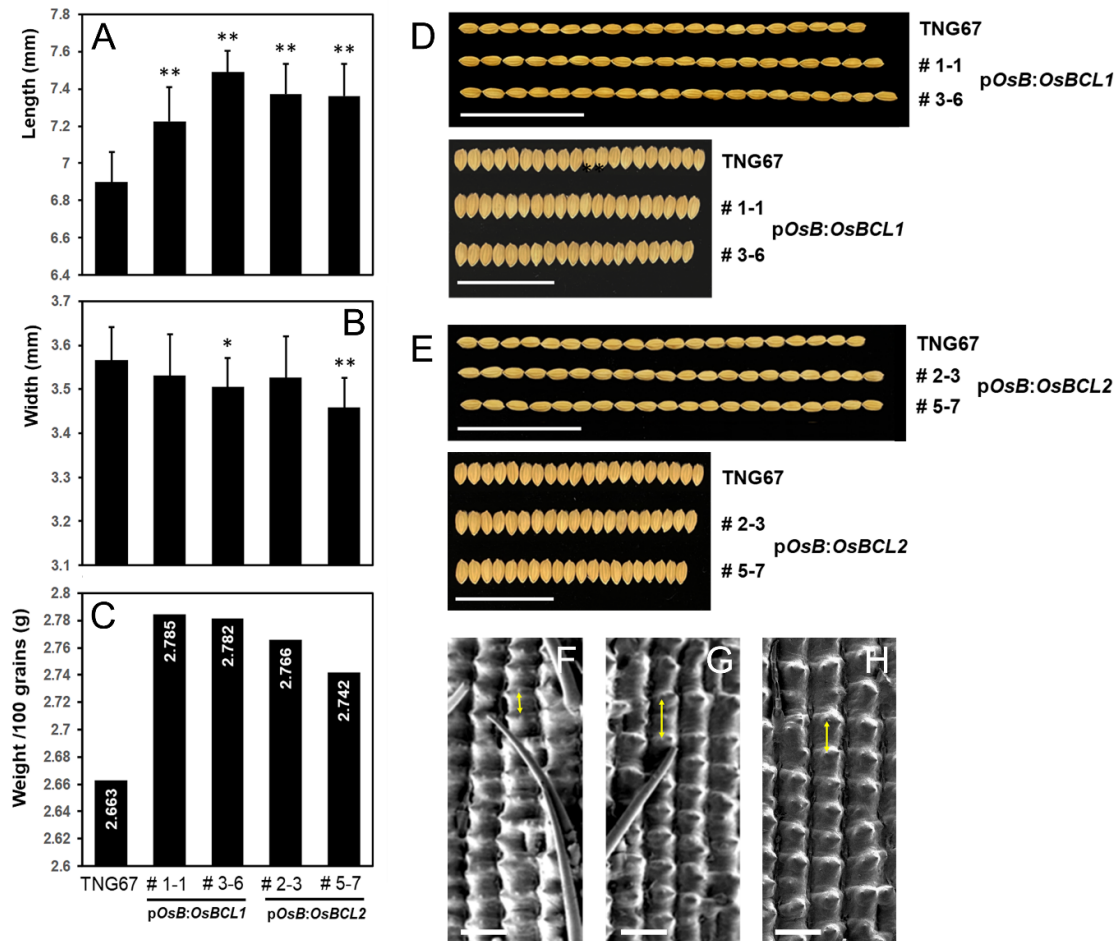 A
Length (mm)
7.8
7.6
7.4
7.2
7
6.8
6.6
6.4
**
**
**
**
B
Width (mm)
3.7
3.6
3.5
3.4
3.3
3.2
3.1
*
**
C
Weight /100 grains (g)
2.8
2.78
2.76
2.74
2.72
2.7
2.68
2.66
2.64
2.62
2.6
2.663
2.785
2.782
2.766
2.742
TNG67 # 1-1 # 3-6 # 2-3 # 5-7
pOsB:OsBCL1 pOsB:OsBCL2
D
TNG67
# 1-1
pOsB:OsBCL1
# 3-6
**
TNG67
# 1-1
pOsB:OsBCL1
# 3-6
E
TNG67
# 2-3
pOsB:OsBCL2
# 5-7
TNG67
# 2-3
pOsB:OsBCL2
# 5-7
F
G
H